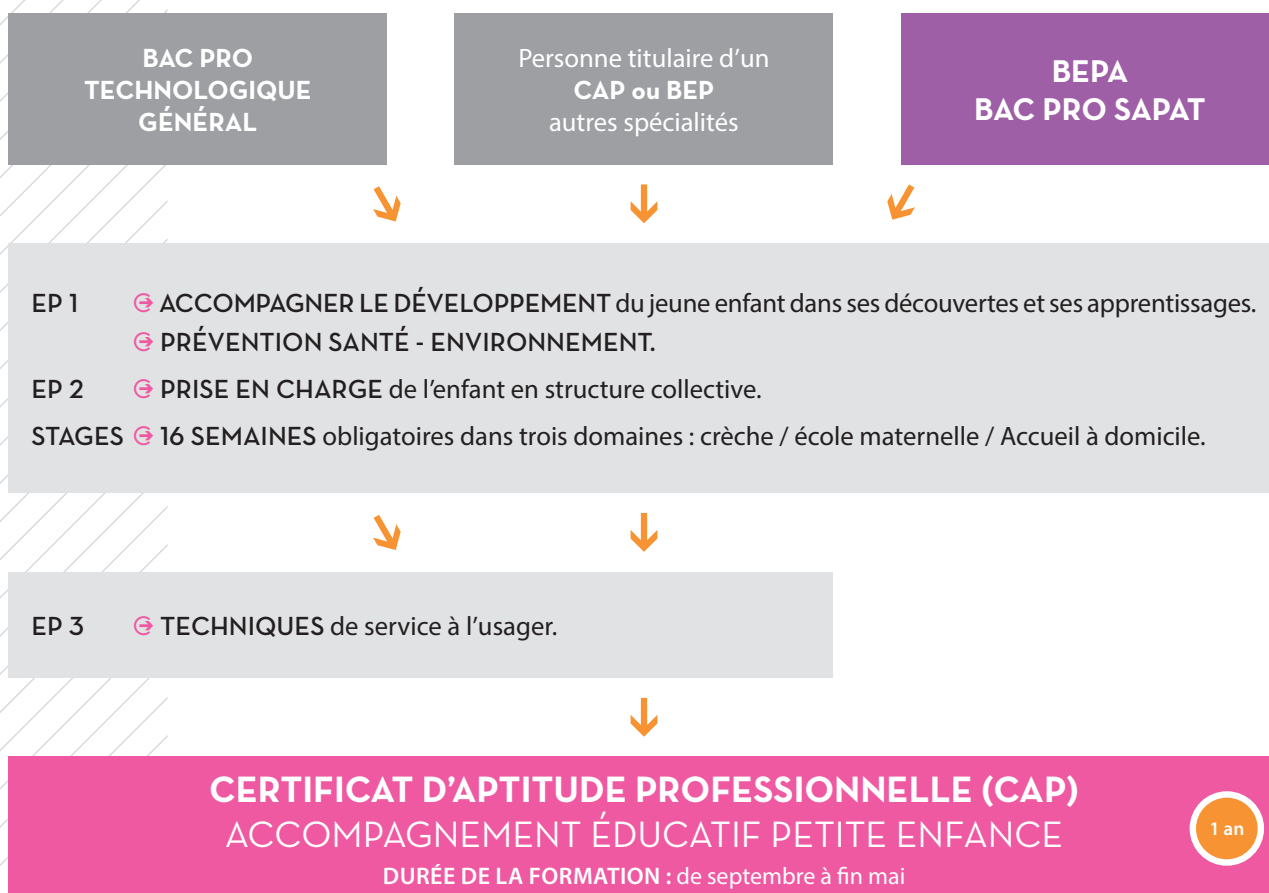 BAC PRO
TECHNOLOGIQUE
GÉNÉRAL
Personne titulaire d'un
CAP ou BEP
autres spécialités
BEPA
BAC PRO SAPAT
EP 1 ACCOMPAGNER LE DÉVELOPPEMENT du jeune enfant dans ses découvertes et ses apprentissages.
PRÉVENTION SANTÉ - ENVIRONNEMENT.
EP 2 PRISE EN CHARGE de l'enfant en structure collective.
STAGES 16 SEMAINES obligatoires dans trois domaines : crèche / école maternelle / Accueil à domicile.
EP 3 TECHNIQUES de service à l'usager.
CERTIFICAT D'APTITUDE PROFESSIONNELLE (CAP)
ACCOMPAGNEMENT ÉDUCATIF PETITE ENFANCE
1 an
DURÉE DE LA FORMATION : de septembre à fin mai